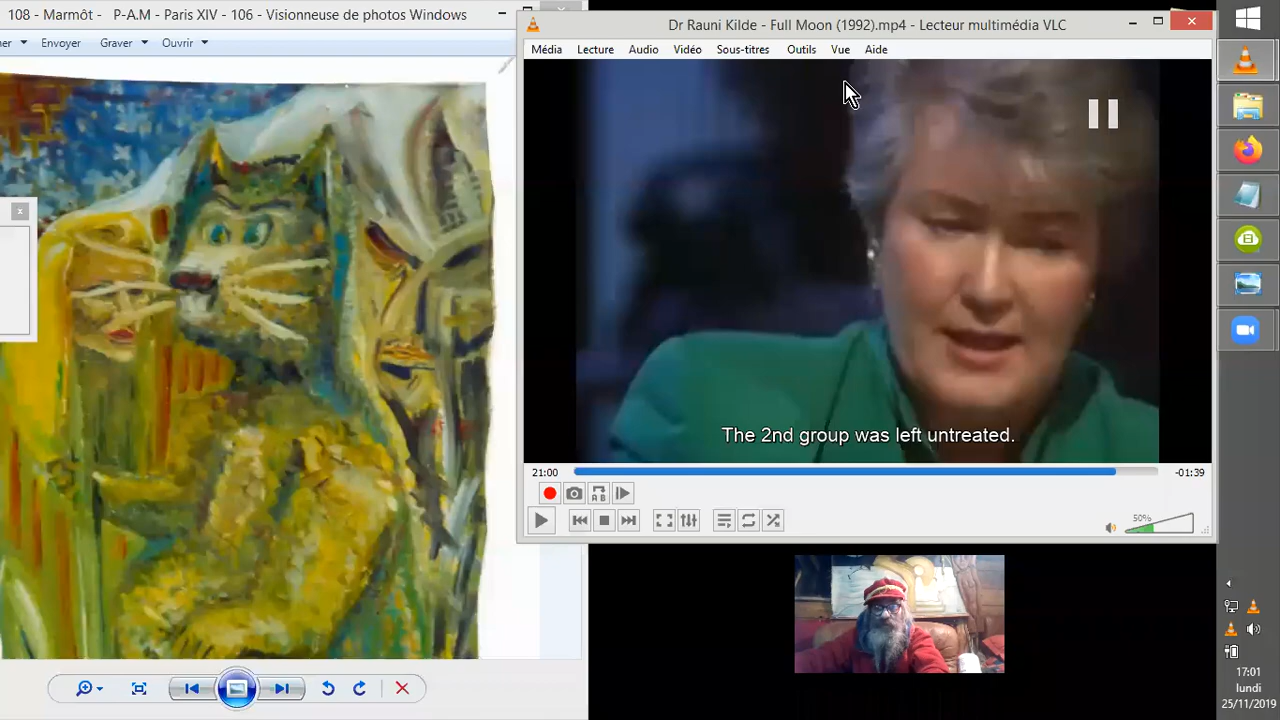 108 - Marmôt - P-A.M - Paris XIV - 106 - Visionneuse de photos Windows
Envoyer Graver Ouvrir
Dr Rauni Kilde - Full Moon (1992).mp4 - Lecteur multimédia VLC
Média Lecture Audio Vidéo Sous-titres Outils Vue Aide
The 2nd group was left untreated.
21:00 -01:39
50%
17:01
lundi
25/11/2019